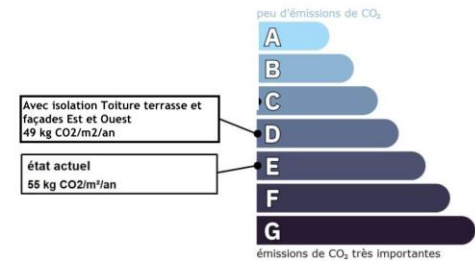 peu d'émissions de CO₂
A
B
Avec isolation Toiture terrasse et
façades Est et Ouest
49 kg CO2/m2/an
C
D
état actuel
55 kg CO2/m²/an
E
F
G
émissions de CO₂ très importantes